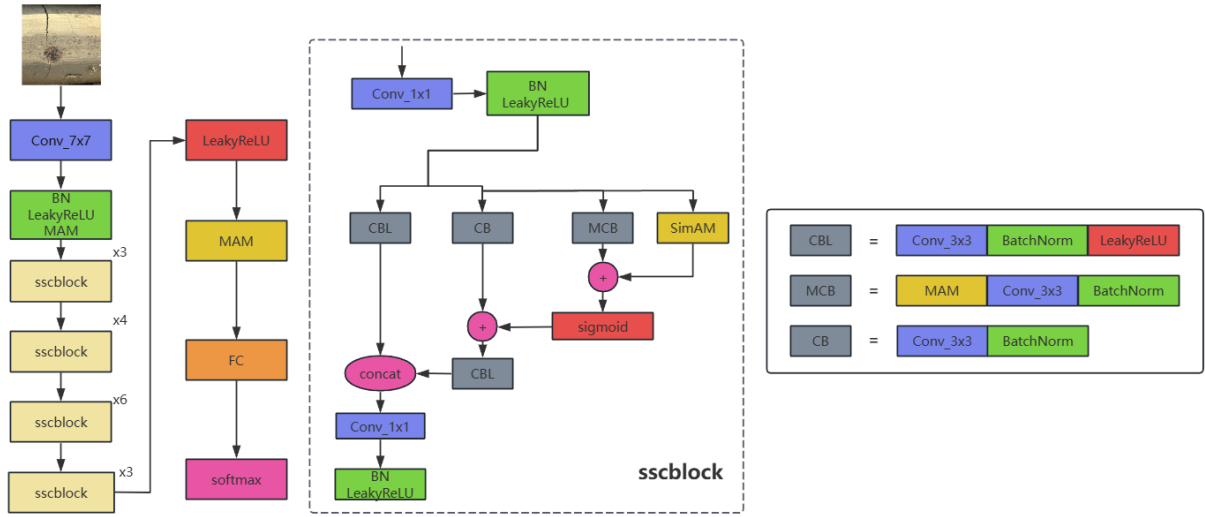 Conv_7x7
BN
LeakyReLU
MAM
x3
sscblock
x4
sscblock
x6
sscblock
x3
sscblock
LeakyReLU
MAM
FC
softmax
Conv_1x1
BN
LeakyReLU
CBL
CB
MCB
SimAM
+
+
sigmoid
concat
CBL
Conv_1x1
BN
LeakyReLU
sscblock
CBL = Conv_3x3 BatchNorm LeakyReLU
MCB = MAM Conv_3x3 BatchNorm
CB = Conv_3x3 BatchNorm